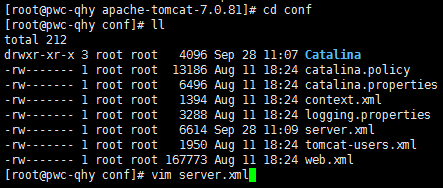 [root@pwc-qhy apache-tomcat-7.0.81]# cd conf
[root@pwc-qhy conf]# ll
total 212
drwxr-xr-x 3 root root   4096 Sep 28 11:07 Catalina
-rw------- 1 root root  13186 Aug 11 18:24 catalina.policy
-rw------- 1 root root   6496 Aug 11 18:24 catalina.properties
-rw------- 1 root root   1394 Aug 11 18:24 context.xml
-rw------- 1 root root   3288 Aug 11 18:24 logging.properties
-rw------- 1 root root   6614 Sep 28 11:09 server.xml
-rw------- 1 root root   1950 Aug 11 18:24 tomcat-users.xml
-rw------- 1 root root 167773 Aug 11 18:24 web.xml
[root@pwc-qhy conf]# vim server.xml